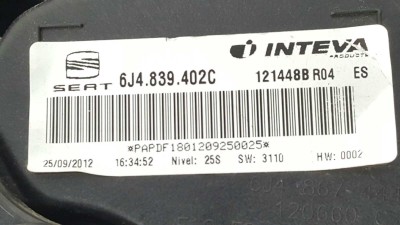 INTEVA
PRODUCTS
SEAT 6J4.839.402C 121448B R04 ES
*PAPDF1801209250025*
25/09/2012 16:34:52 Nivel: 25S SW: 3110 HW: 0002